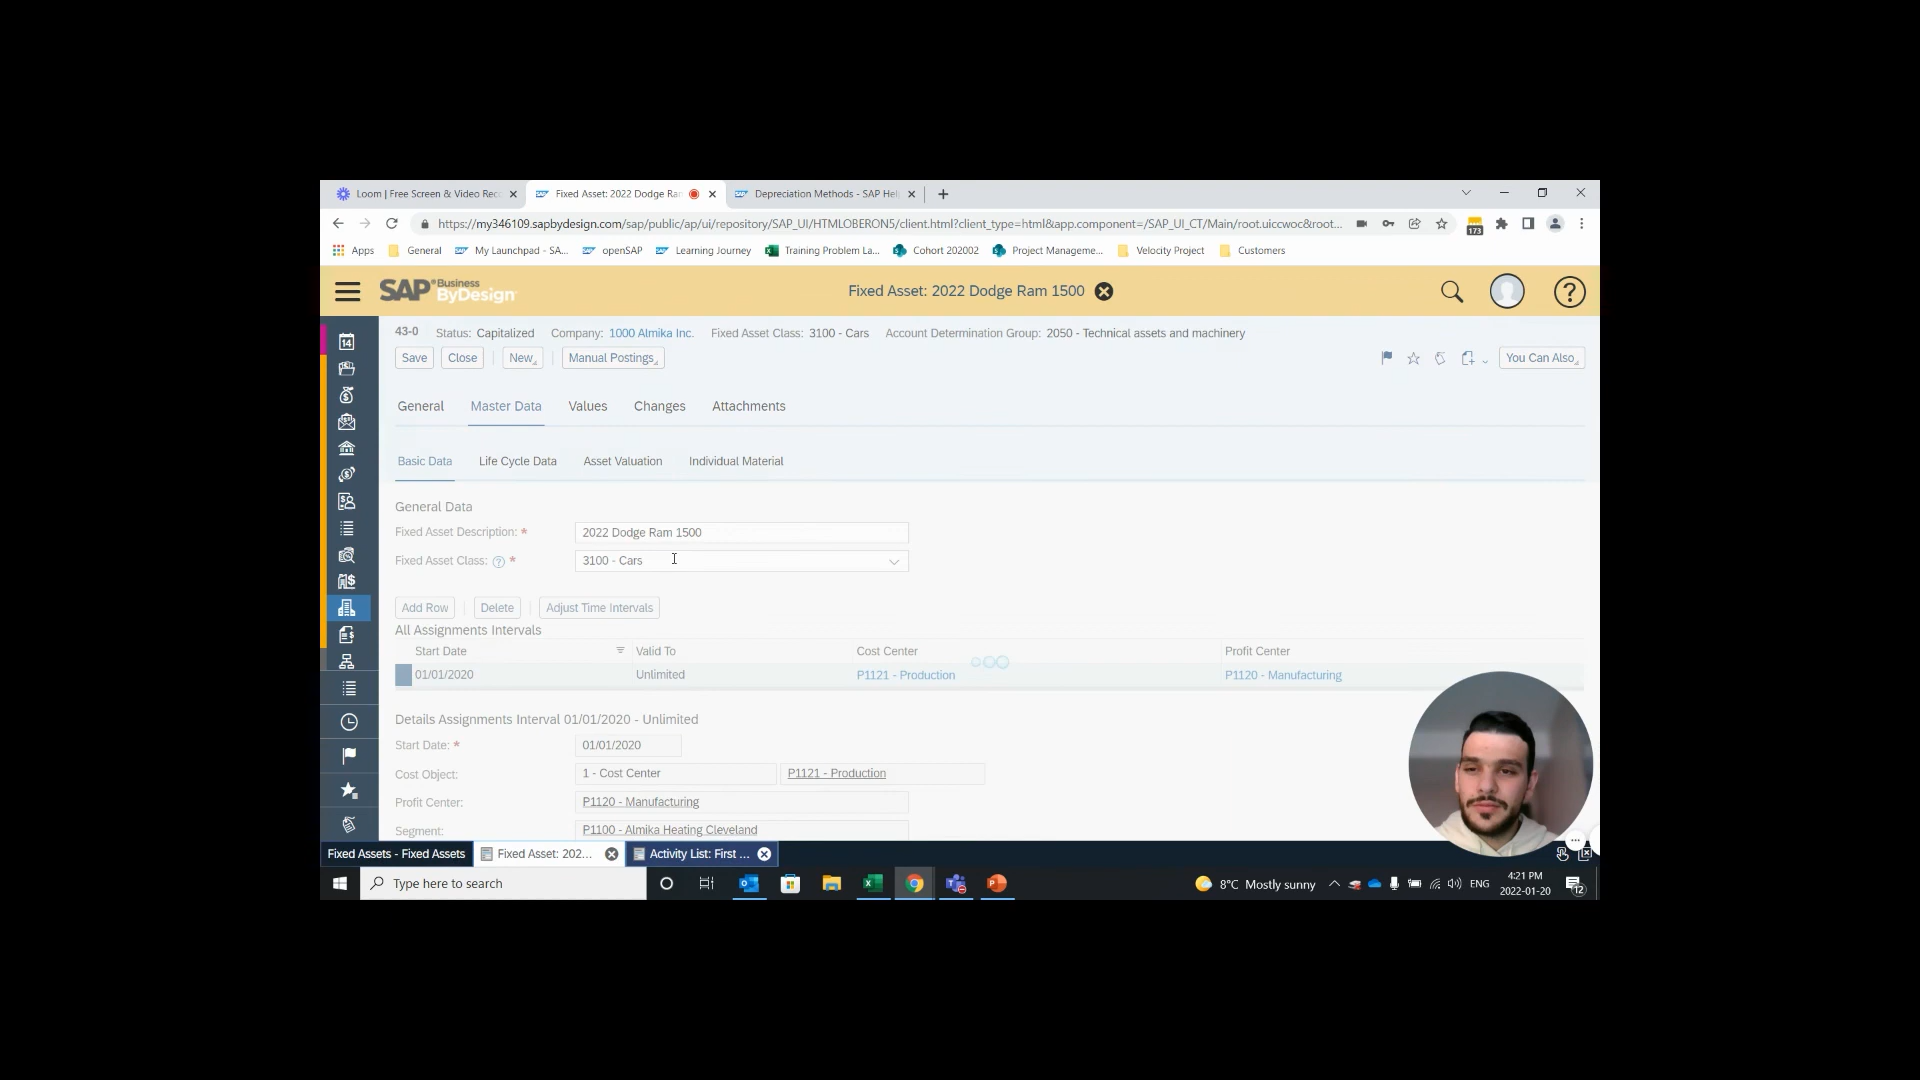 Loom | Free Screen & Video Rec
Fixed Asset: 2022 Dodge Ram
Depreciation Methods - SAP Hel
https://my346109.sapbydesign.com/sap/public/ap/ui/repository/SAP_UI/HTMLOBERON5/client.html?client_type=html&app.component=/SAP_UI_CT/Main/root.uiccwoc&root...
173
Apps
General
My Launchpad - SA...
openSAP
Learning Journey
Training Problem La...
Cohort 202002
Project Manageme...
Velocity Project
Customers
SAP Business ByDesign
Fixed Asset: 2022 Dodge Ram 1500
43-0 Status: Capitalized Company: 1000 Almika Inc. Fixed Asset Class: 3100 - Cars Account Determination Group: 2050 - Technical assets and machinery
Save Close New Manual Postings You Can Also
General Master Data Values Changes Attachments
Basic Data Life Cycle Data Asset Valuation Individual Material
General Data
Fixed Asset Description: * 2022 Dodge Ram 1500
Fixed Asset Class: ? * 3100 - Cars
Add Row Delete Adjust Time Intervals
All Assignments Intervals
Start Date Valid To Cost Center Profit Center
01/01/2020 Unlimited P1121 - Production P1120 - Manufacturing
Details Assignments Interval 01/01/2020 - Unlimited
Start Date: * 01/01/2020
Cost Object: 1 - Cost Center P1121 - Production
Profit Center: P1120 - Manufacturing
Segment: P1100 - Almika Heating Cleveland
14
Fixed Assets - Fixed Assets
Fixed Asset: 202...
Activity List: First ...
Type here to search
8°C Mostly sunny
ENG
4:21 PM
2022-01-20
12